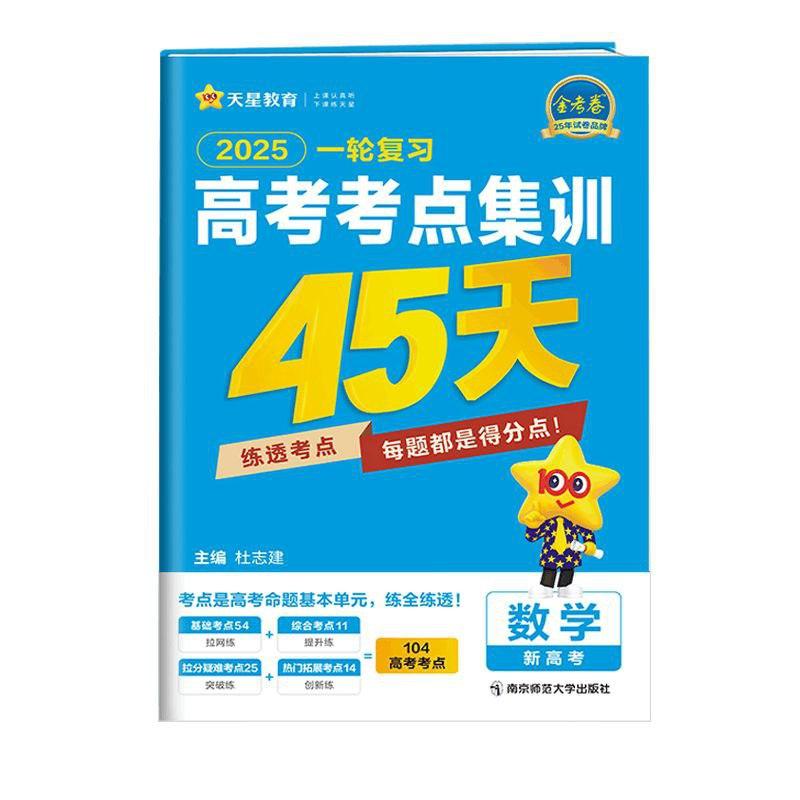 天星教育
上课认真听
下课练天星
金考卷
25年试卷品牌
2025 一轮复习
高考考点集训
45天
练透考点 每题都是得分点!
100
主编 杜志建
考点是高考命题基本单元,练全练透!
基础考点54 + 综合考点11
拉网练 提升练
= 104
高考考点
拉分疑难考点25 + 热门拓展考点14
突破练 创新练
数学
新高考
南京师范大学出版社